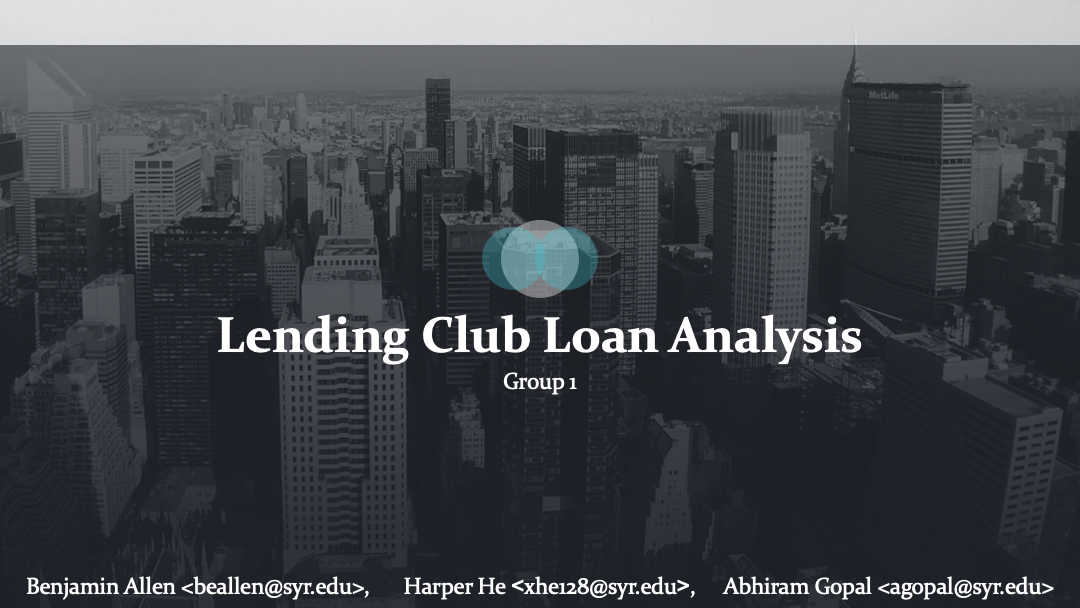 MetLife
Lending Club Loan Analysis
Group 1
Benjamin Allen <beallen@syr.edu>, Harper He <xhe128@syr.edu>, Abhiram Gopal <agopal@syr.edu>